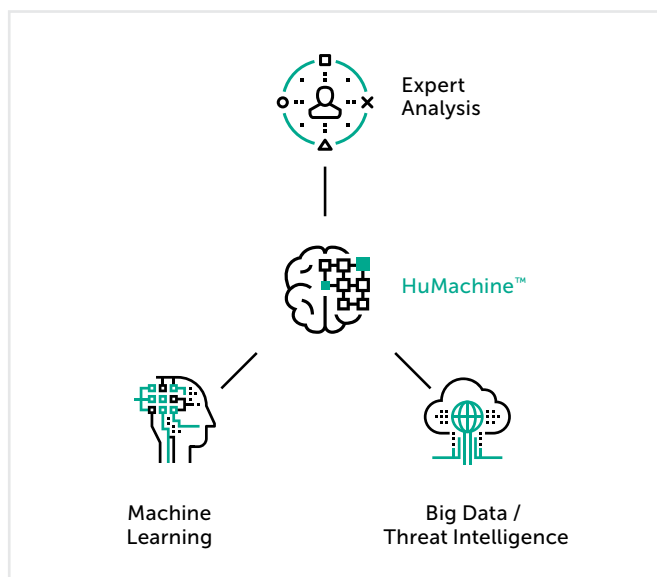 Expert
Analysis
HuMachine™
Machine
Learning
Big Data /
Threat Intelligence